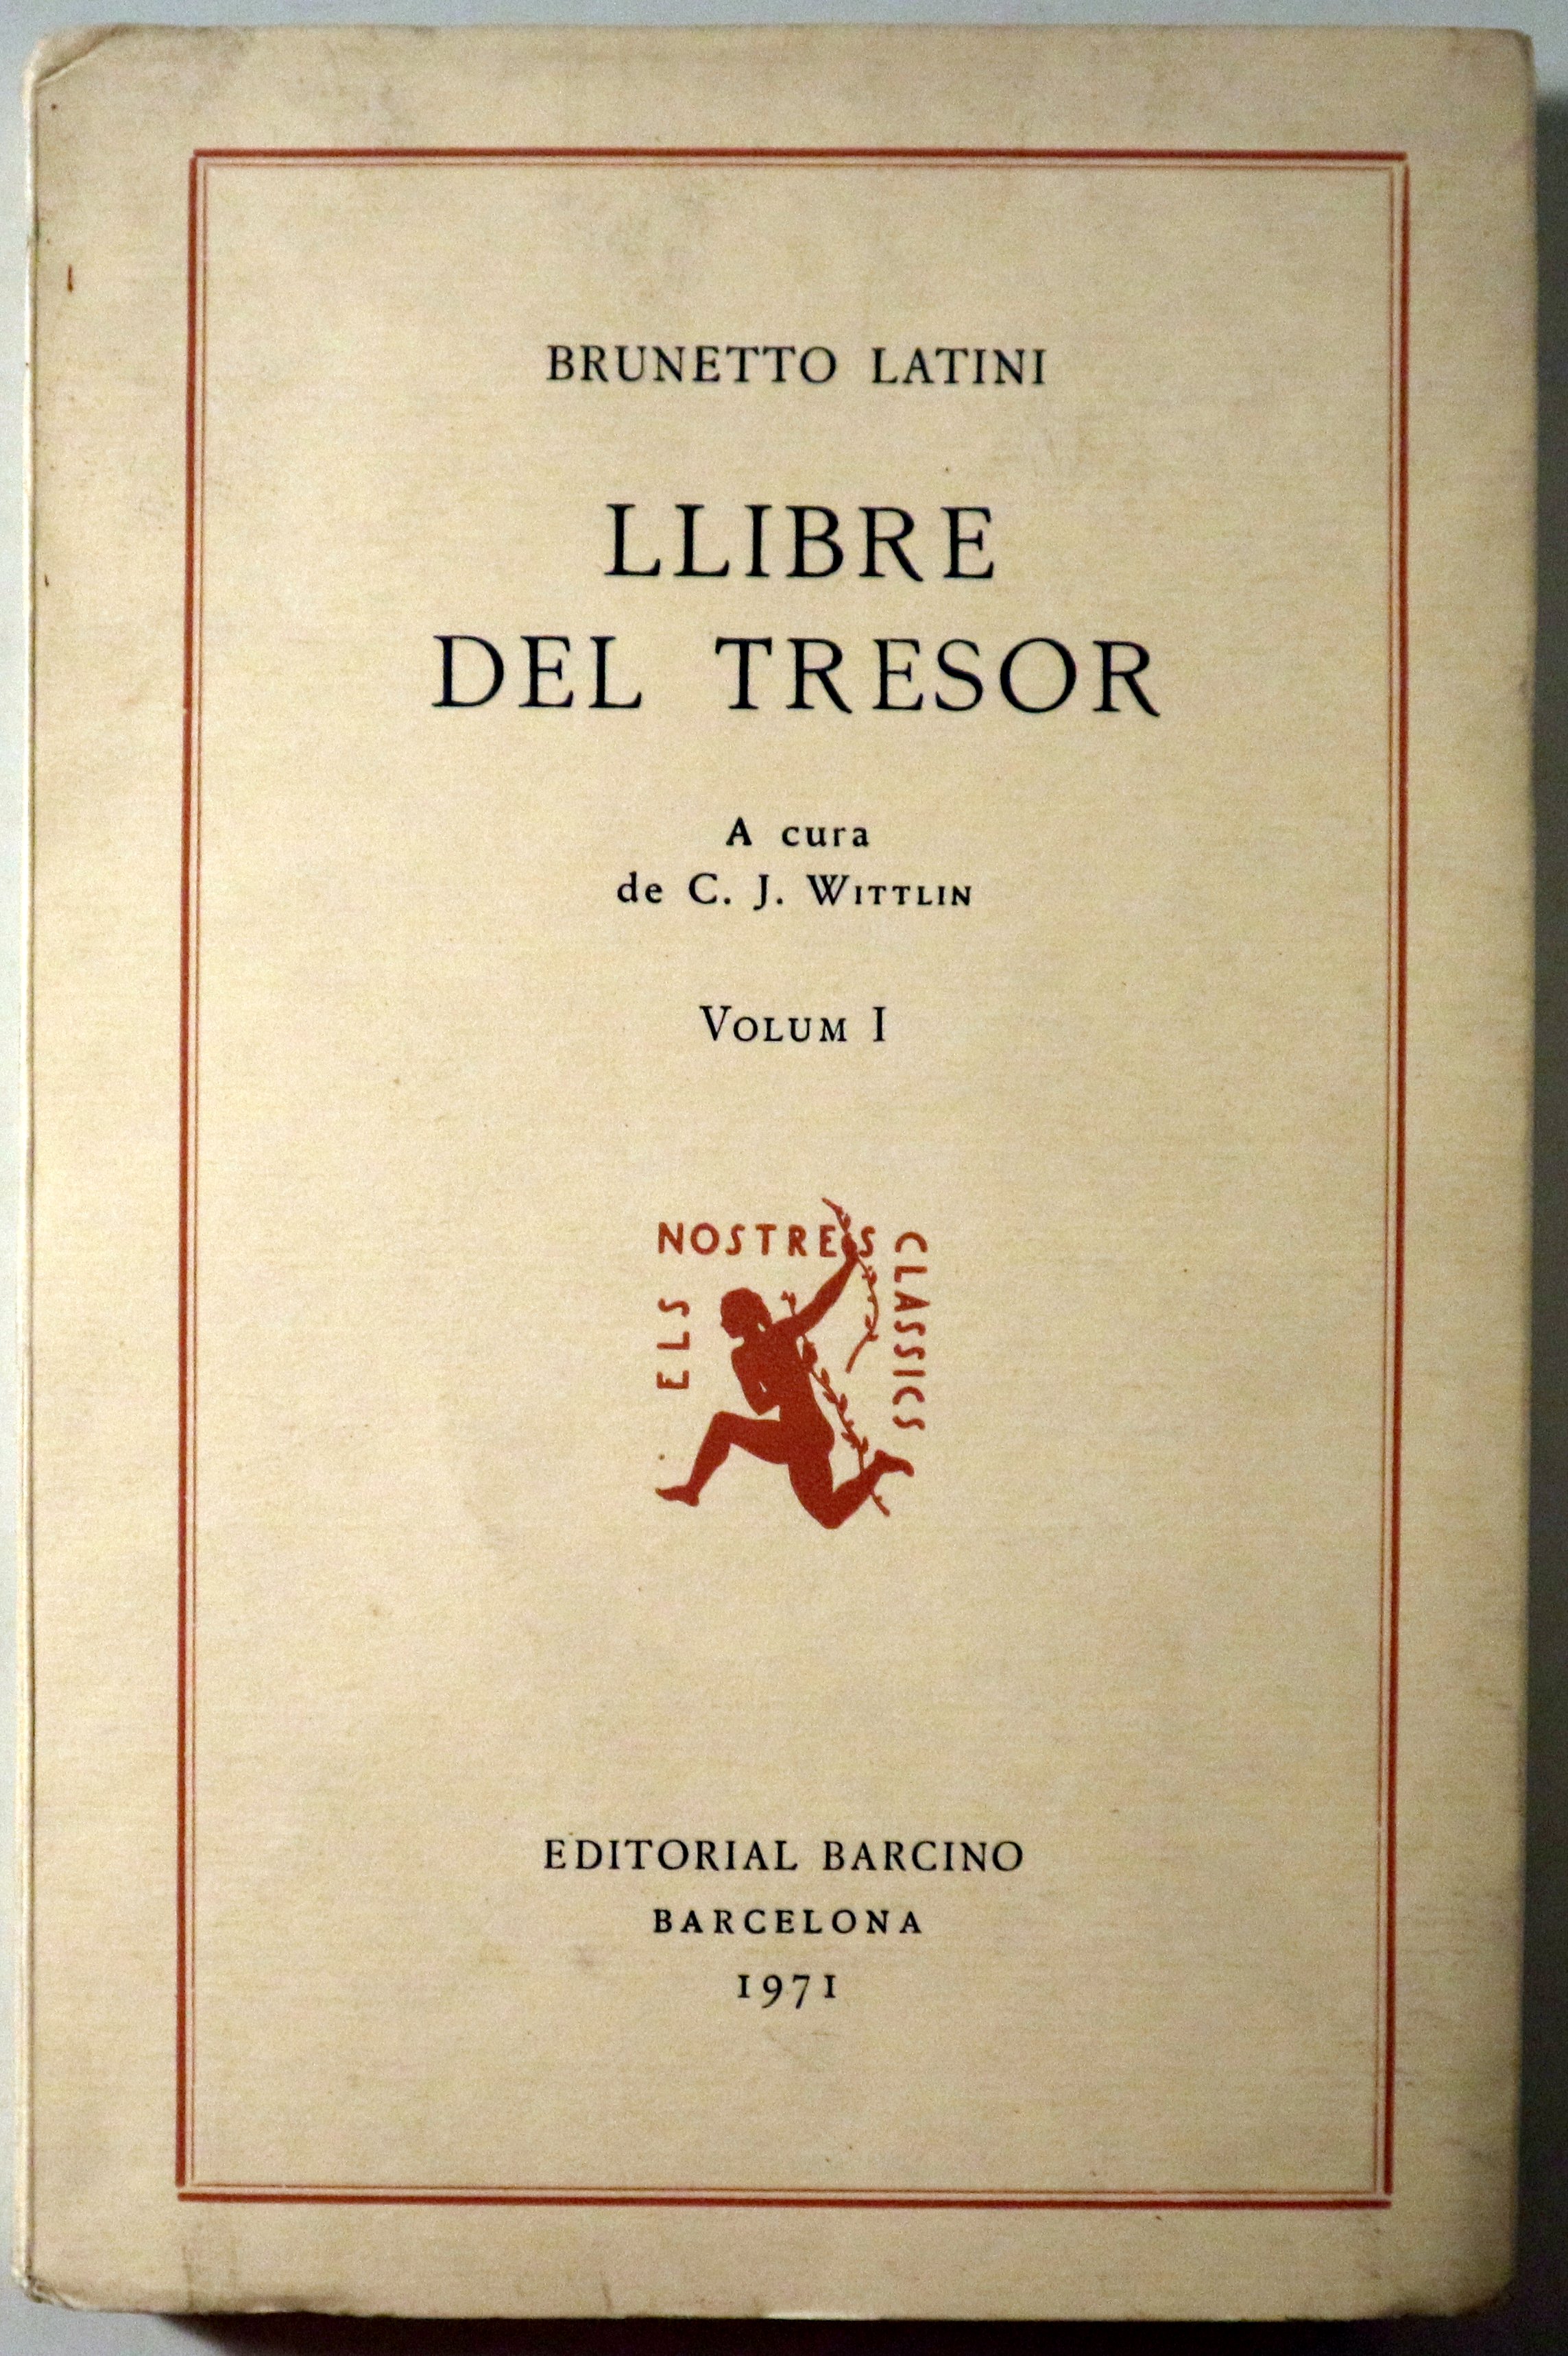 BRUNETTO LATINI
LLIBRE
DEL TRESOR
A cura
de C. J. WITTLIN
VOLUM I
ELS
NOSTRES
CLASSICS
EDITORIAL BARCINO
BARCELONA
1971